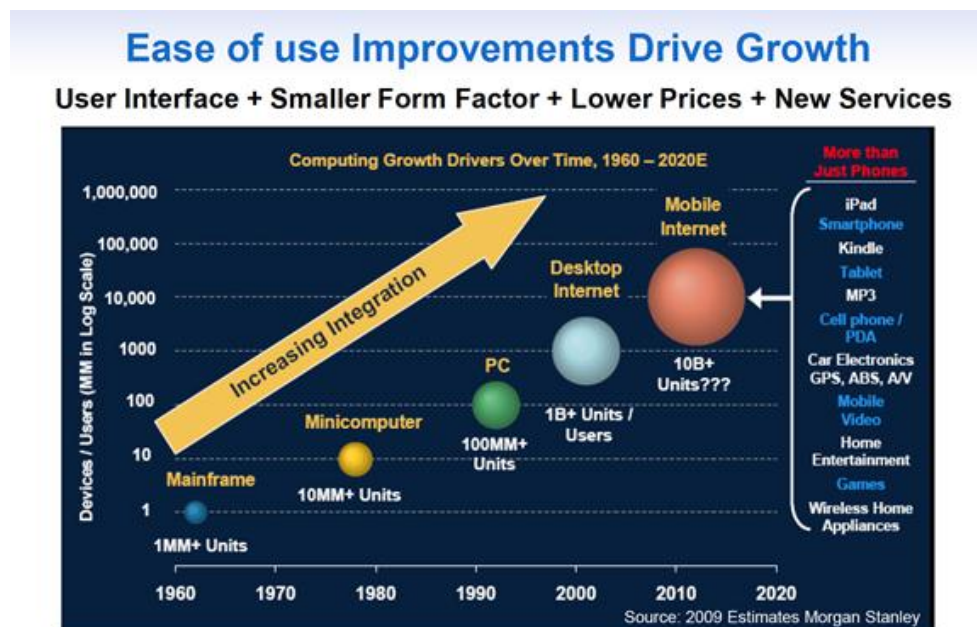 Ease of use Improvements Drive Growth
User Interface + Smaller Form Factor + Lower Prices + New Services
Computing Growth Drivers Over Time, 1960 – 2020E
More than
Just Phones
Devices / Users (MM in Log Scale)
1,000,000
100,000
10,000
1000
100
10
1
Increasing Integration
Mainframe
1MM+ Units
Minicomputer
10MM+ Units
PC
100MM+
Units
Desktop
Internet
1B+ Units /
Users
Mobile
Internet
10B+
Units???
iPad
Smartphone
Kindle
Tablet
MP3
Cell phone /
PDA
Car Electronics
GPS, ABS, A/V
Mobile
Video
Home
Entertainment
Games
Wireless Home
Appliances
1960
1970
1980
1990
2000
2010
2020
Source: 2009 Estimates Morgan Stanley